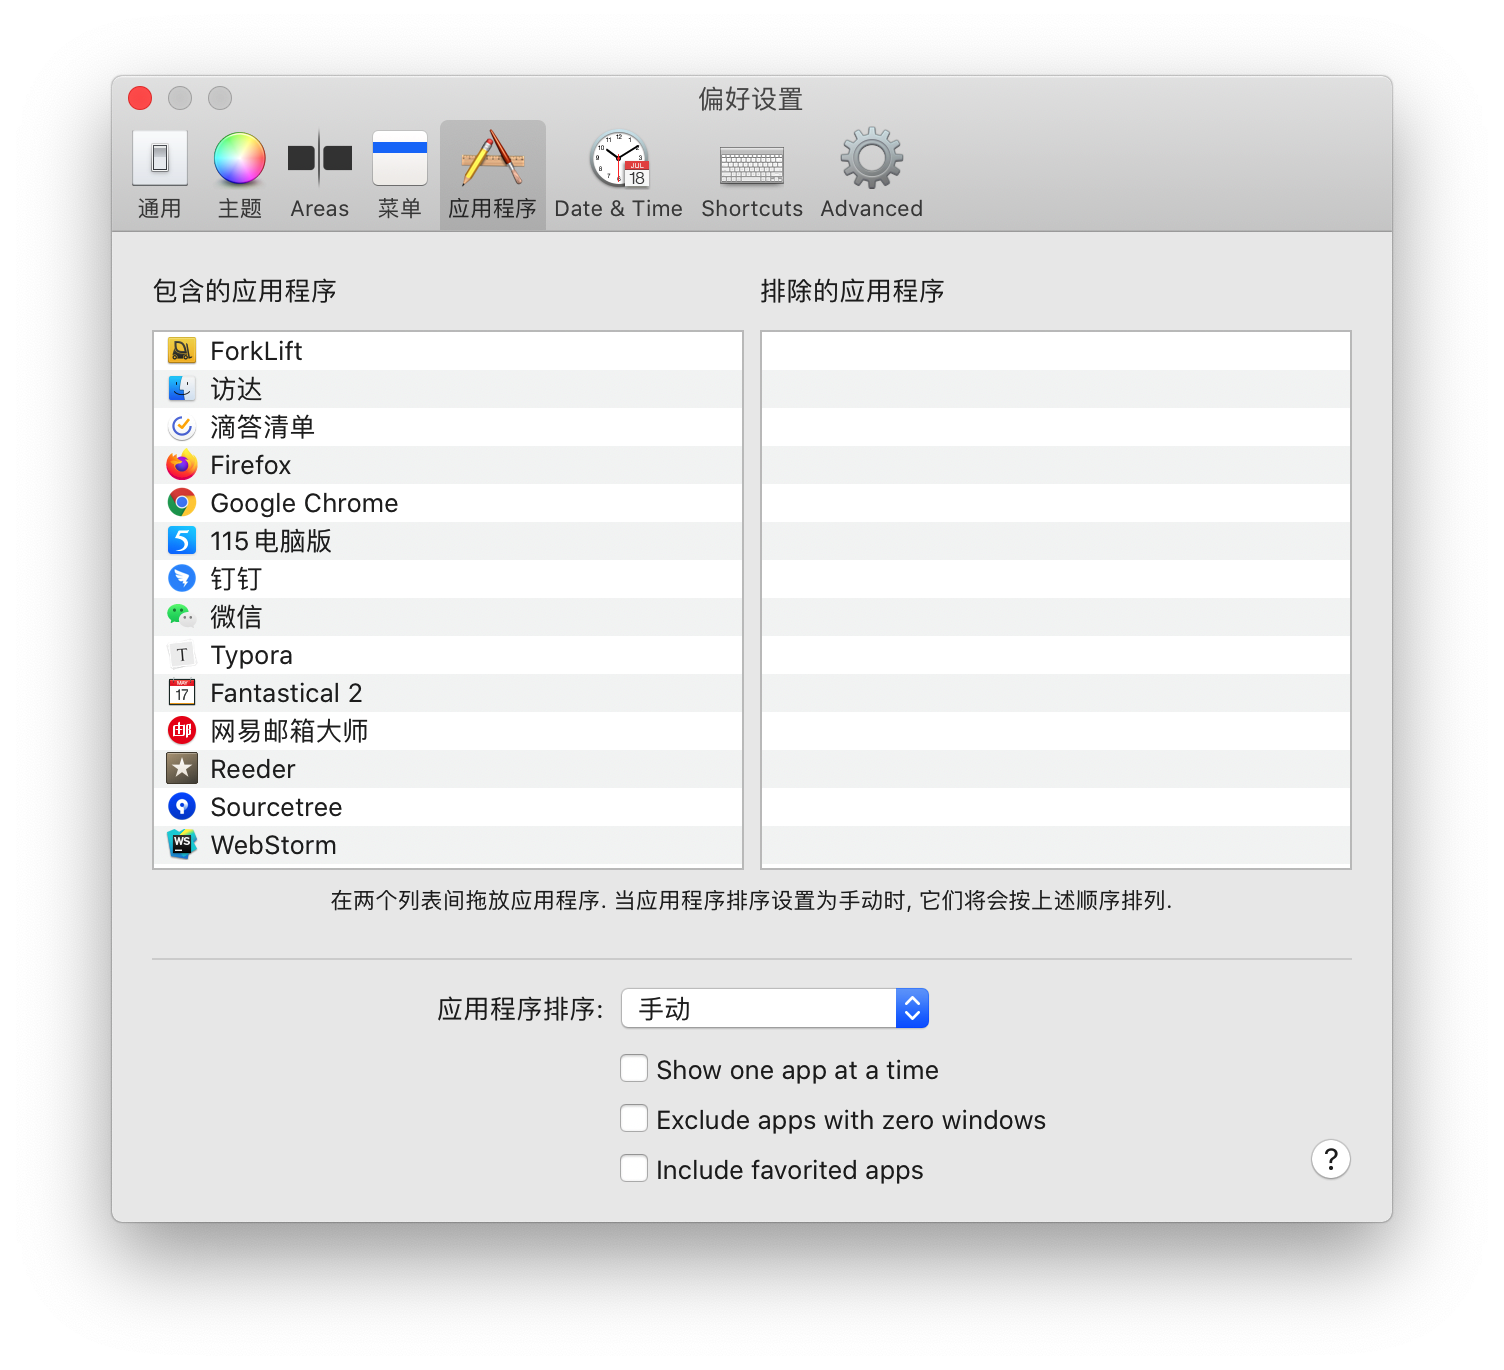 偏好设置
通用 主题 Areas 菜单 应用程序 Date & Time Shortcuts Advanced
包含的应用程序
排除的应用程序
ForkLift
访达
滴答清单
Firefox
Google Chrome
115电脑版
钉钉
微信
Typora
Fantastical 2
网易邮箱大师
Reeder
Sourcetree
WebStorm
在两个列表间拖放应用程序. 当应用程序排序设置为手动时, 它们将会按上述顺序排列.
应用程序排序: 手动
Show one app at a time
Exclude apps with zero windows
Include favorited apps
?